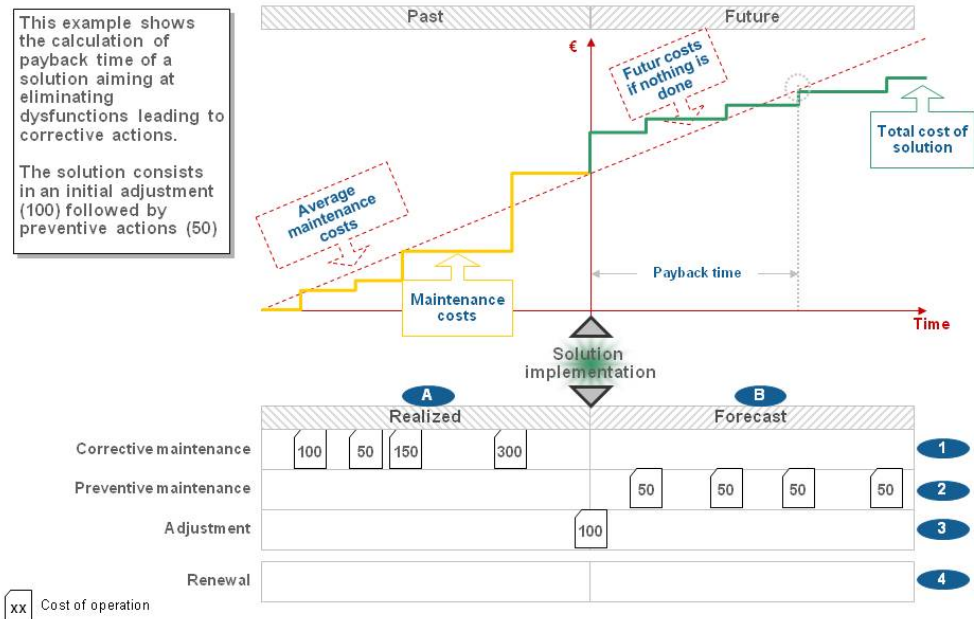 This example shows
the calculation of
payback time of a
solution aiming at
eliminating
dysfunctions leading to
corrective actions.
The solution consists
in an initial adjustment
(100) followed by
preventive actions (50)
Past
Future
€
Futur costs
if nothing is
done
Total cost of
solution
Average
maintenance
costs
Payback time
Maintenance
costs
Time
Solution
implementation
A
B
Realized
Forecast
Corrective maintenance
100
50
150
300
1
Preventive maintenance
50
50
50
50
2
Adjustment
100
3
Renewal
4
xx
Cost of operation